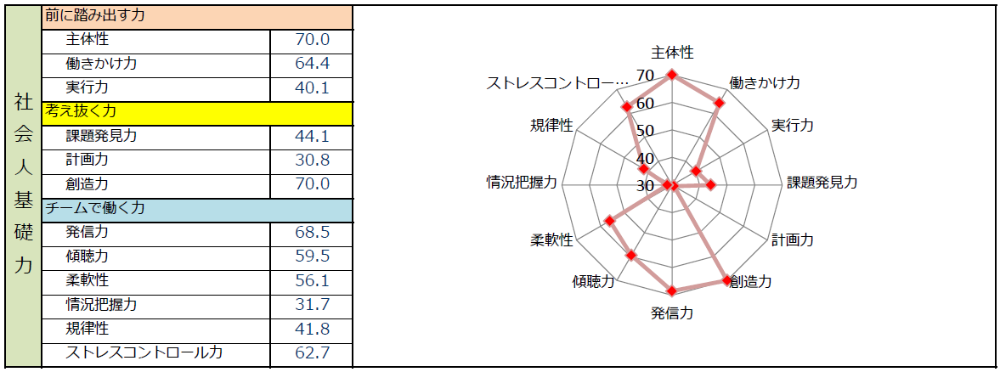 社会人基礎力
前に踏み出す力
主体性 70.0
働きかけ力 64.4
実行力 40.1
考え抜く力
課題発見力 44.1
計画力 30.8
創造力 70.0
チームで働く力
発信力 68.5
傾聴力 59.5
柔軟性 56.1
情況把握力 31.7
規律性 41.8
ストレスコントロール力 62.7
主体性
働きかけ力
実行力
課題発見力
計画力
創造力
発信力
傾聴力
柔軟性
情況把握力
規律性
ストレスコントロー…
70
60
50
40
30